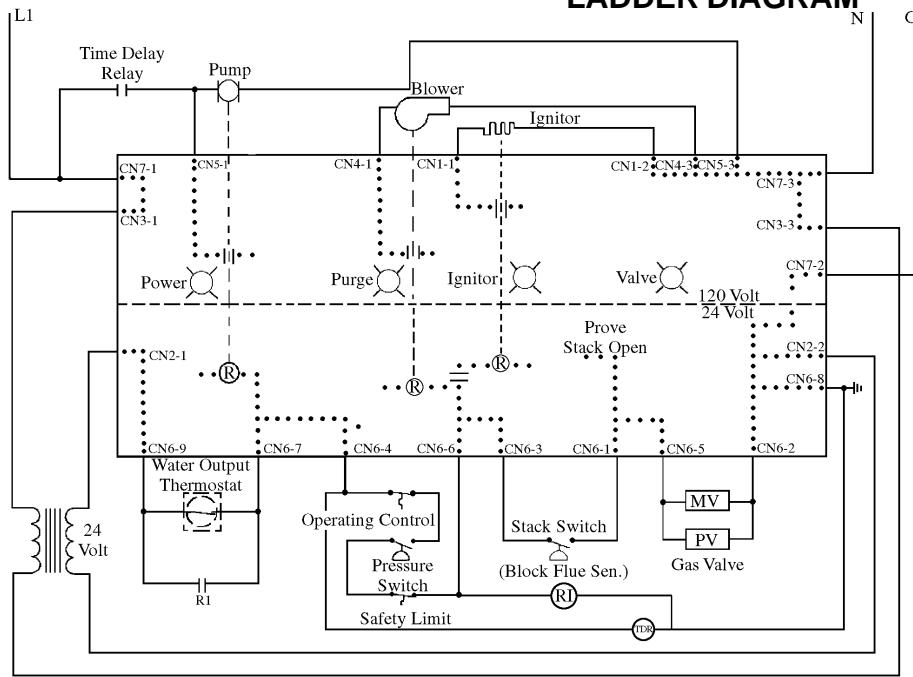 LADDER DIAGRAM
L1
N
Time Delay
Relay
Pump
Blower
Ignitor
CN7-1
CN5-1
CN4-1
CN1-1
CN1-2
CN4-3
CN5-3
CN7-3
CN3-1
CN3-3
CN7-2
Power
Purge
Ignitor
Valve
120 Volt
24 Volt
Prove
Stack Open
CN2-1
CN2-2
R
R
R
CN6-8
CN6-9
CN6-7
CN6-4
CN6-6
CN6-3
CN6-1
CN6-5
CN6-2
Water Output
Thermostat
MV
Operating Control
Stack Switch
24
Volt
PV
Pressure
Switch
(Block Flue Sen.)
Gas Valve
R1
RI
Safety Limit
TDR